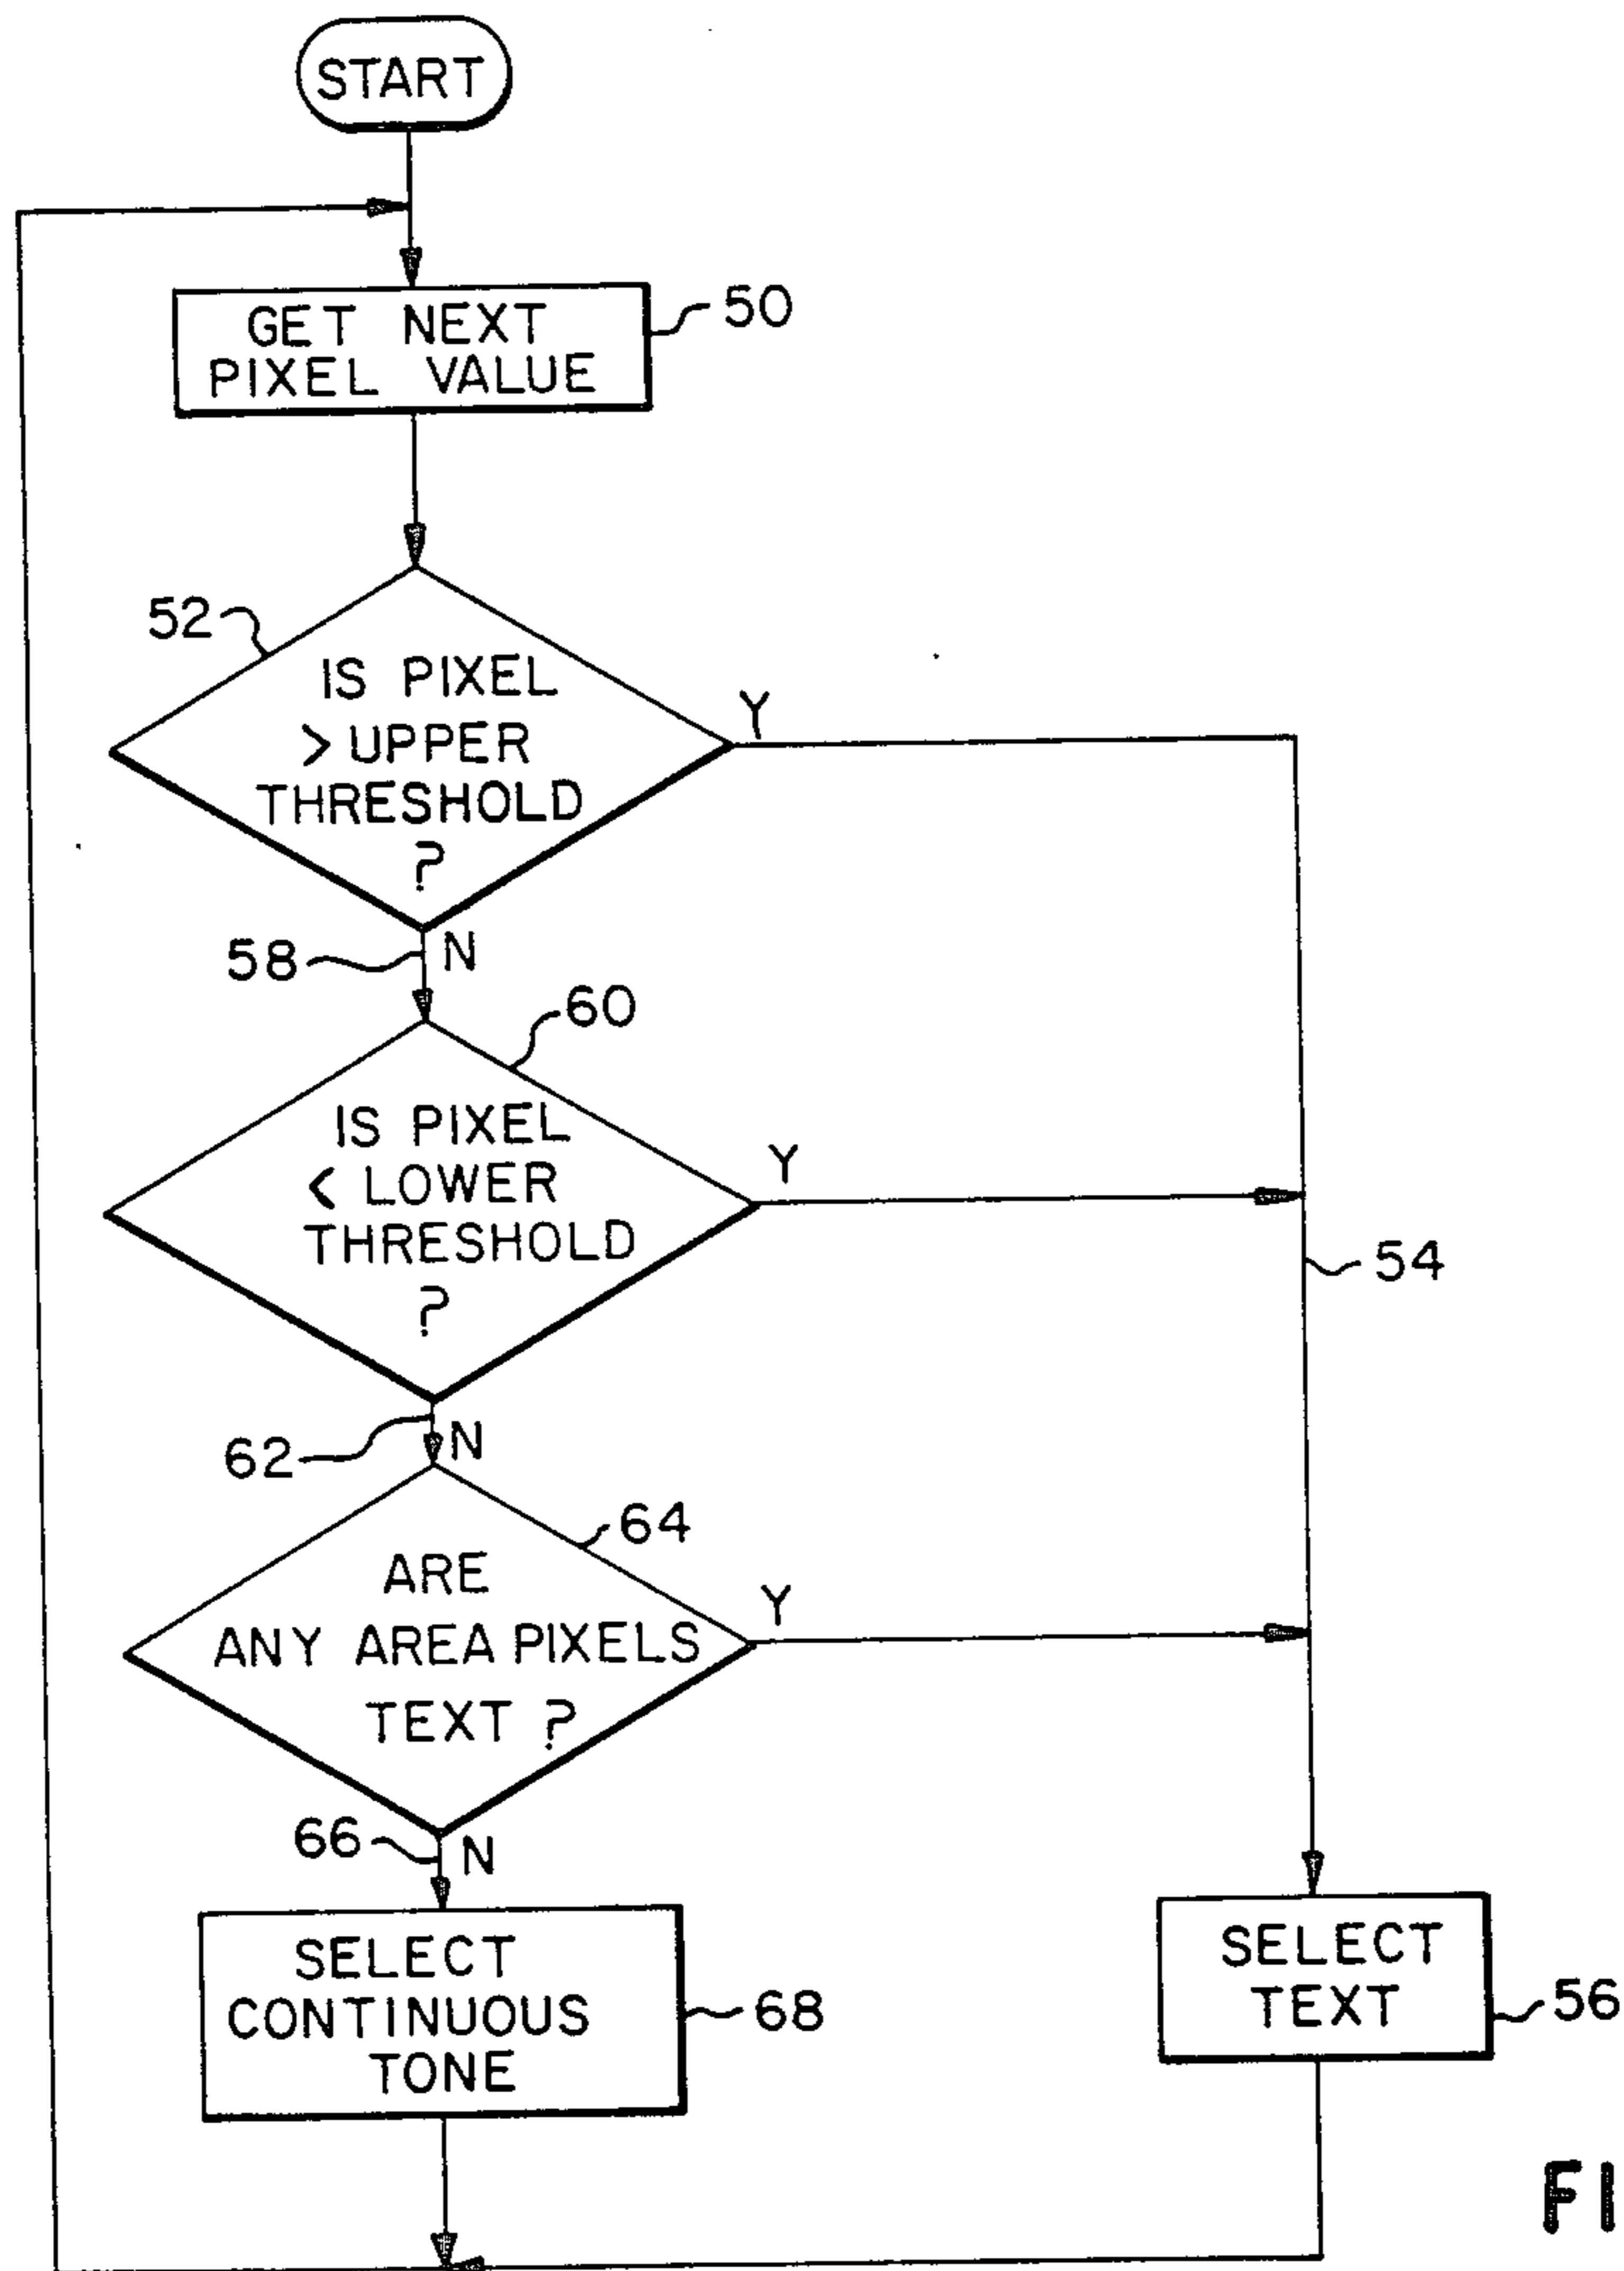 START
GET NEXT
PIXEL VALUE
50
52
IS PIXEL
> UPPER
THRESHOLD
?
Y
58
N
60
IS PIXEL
< LOWER
THRESHOLD
?
Y
54
62
N
64
ARE
ANY AREA PIXELS
TEXT ?
Y
66
N
SELECT
CONTINUOUS
TONE
68
SELECT
TEXT
56
FI